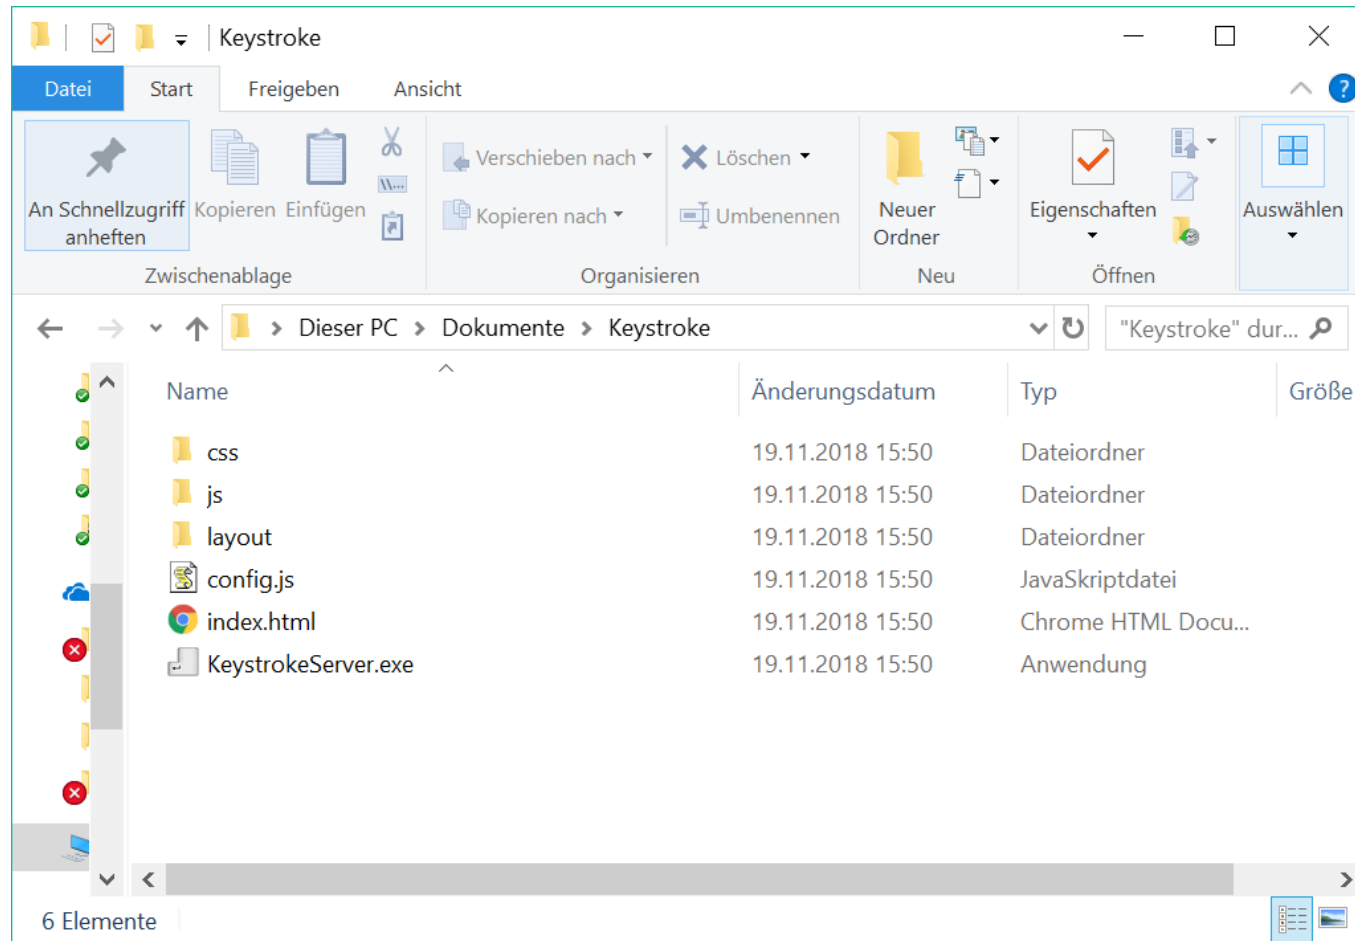 Keystroke
Datei Start Freigeben Ansicht
An Schnellzugriff anheften
Kopieren Einfügen
Verschieben nach
Kopieren nach
Löschen
Umbenennen
Neuer Ordner
Eigenschaften
Auswählen
Zwischenablage Organisieren Neu Öffnen
Dieser PC > Dokumente > Keystroke
"Keystroke" dur...
Name Änderungsdatum Typ Größe
css 19.11.2018 15:50 Dateiordner
js 19.11.2018 15:50 Dateiordner
layout 19.11.2018 15:50 Dateiordner
config.js 19.11.2018 15:50 JavaSkriptdatei
index.html 19.11.2018 15:50 Chrome HTML Docu...
KeystrokeServer.exe 19.11.2018 15:50 Anwendung
6 Elemente